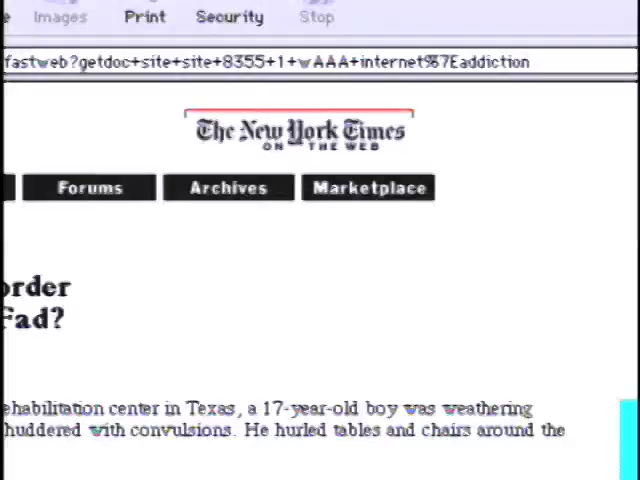 Images Print Security Stop
fastweb?getdoc+site+site+8355+1+wAAA+internet%7Eaddiction
The New York Times
ON THE WEB
Forums Archives Marketplace
order
Fad?
ehabilitation center in Texas, a 17-year-old boy was weathering
huddered with convulsions. He hurled tables and chairs around the